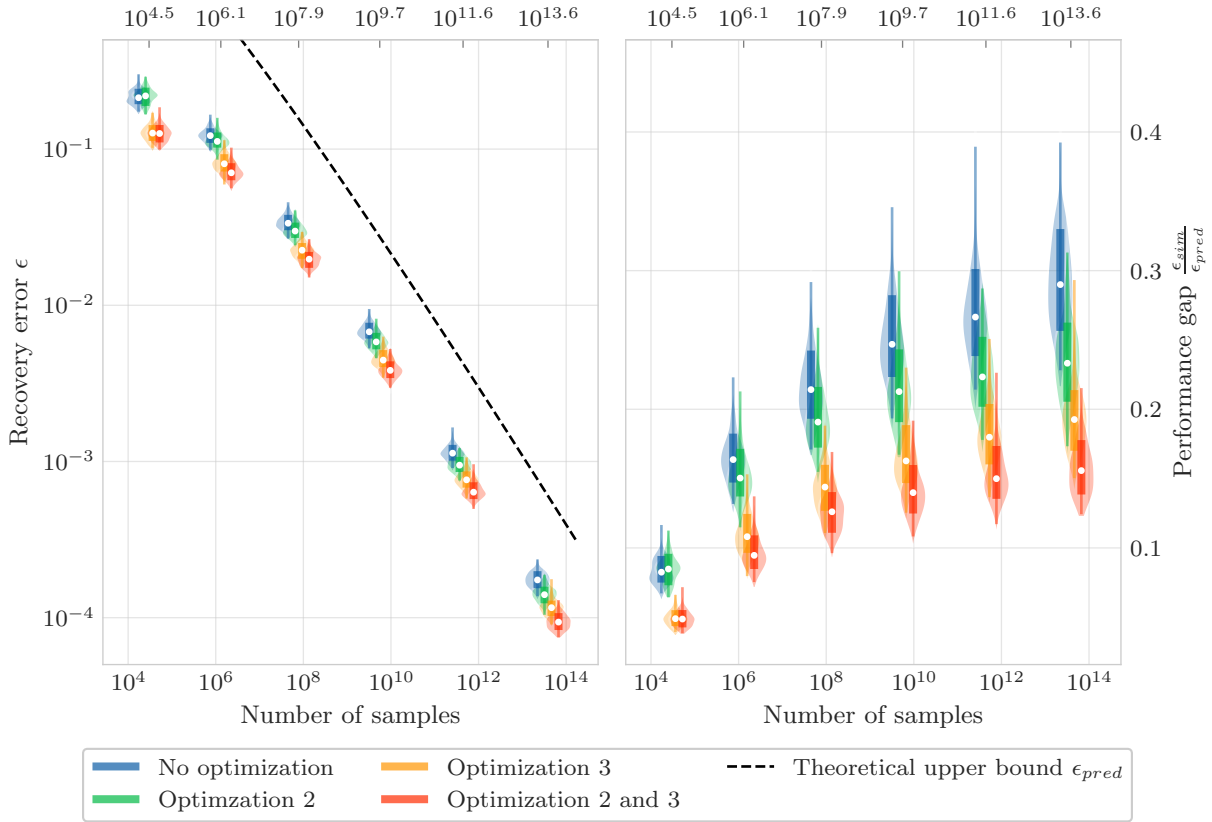 10^4.5 10^6.1 10^7.9 10^9.7 10^11.6 10^13.6
10^4.5 10^6.1 10^7.9 10^9.7 10^11.6 10^13.6
Recovery error ϵ
10^−1
10^−2
10^−3
10^−4
0.4
0.3
0.2
0.1
Performance gap ϵ_sim/ϵ_pred
10^4 10^6 10^8 10^10 10^12 10^14
10^4 10^6 10^8 10^10 10^12 10^14
Number of samples
Number of samples
No optimization
Optimzation 2
Optimization 3
Optimization 2 and 3
Theoretical upper bound ϵ_pred